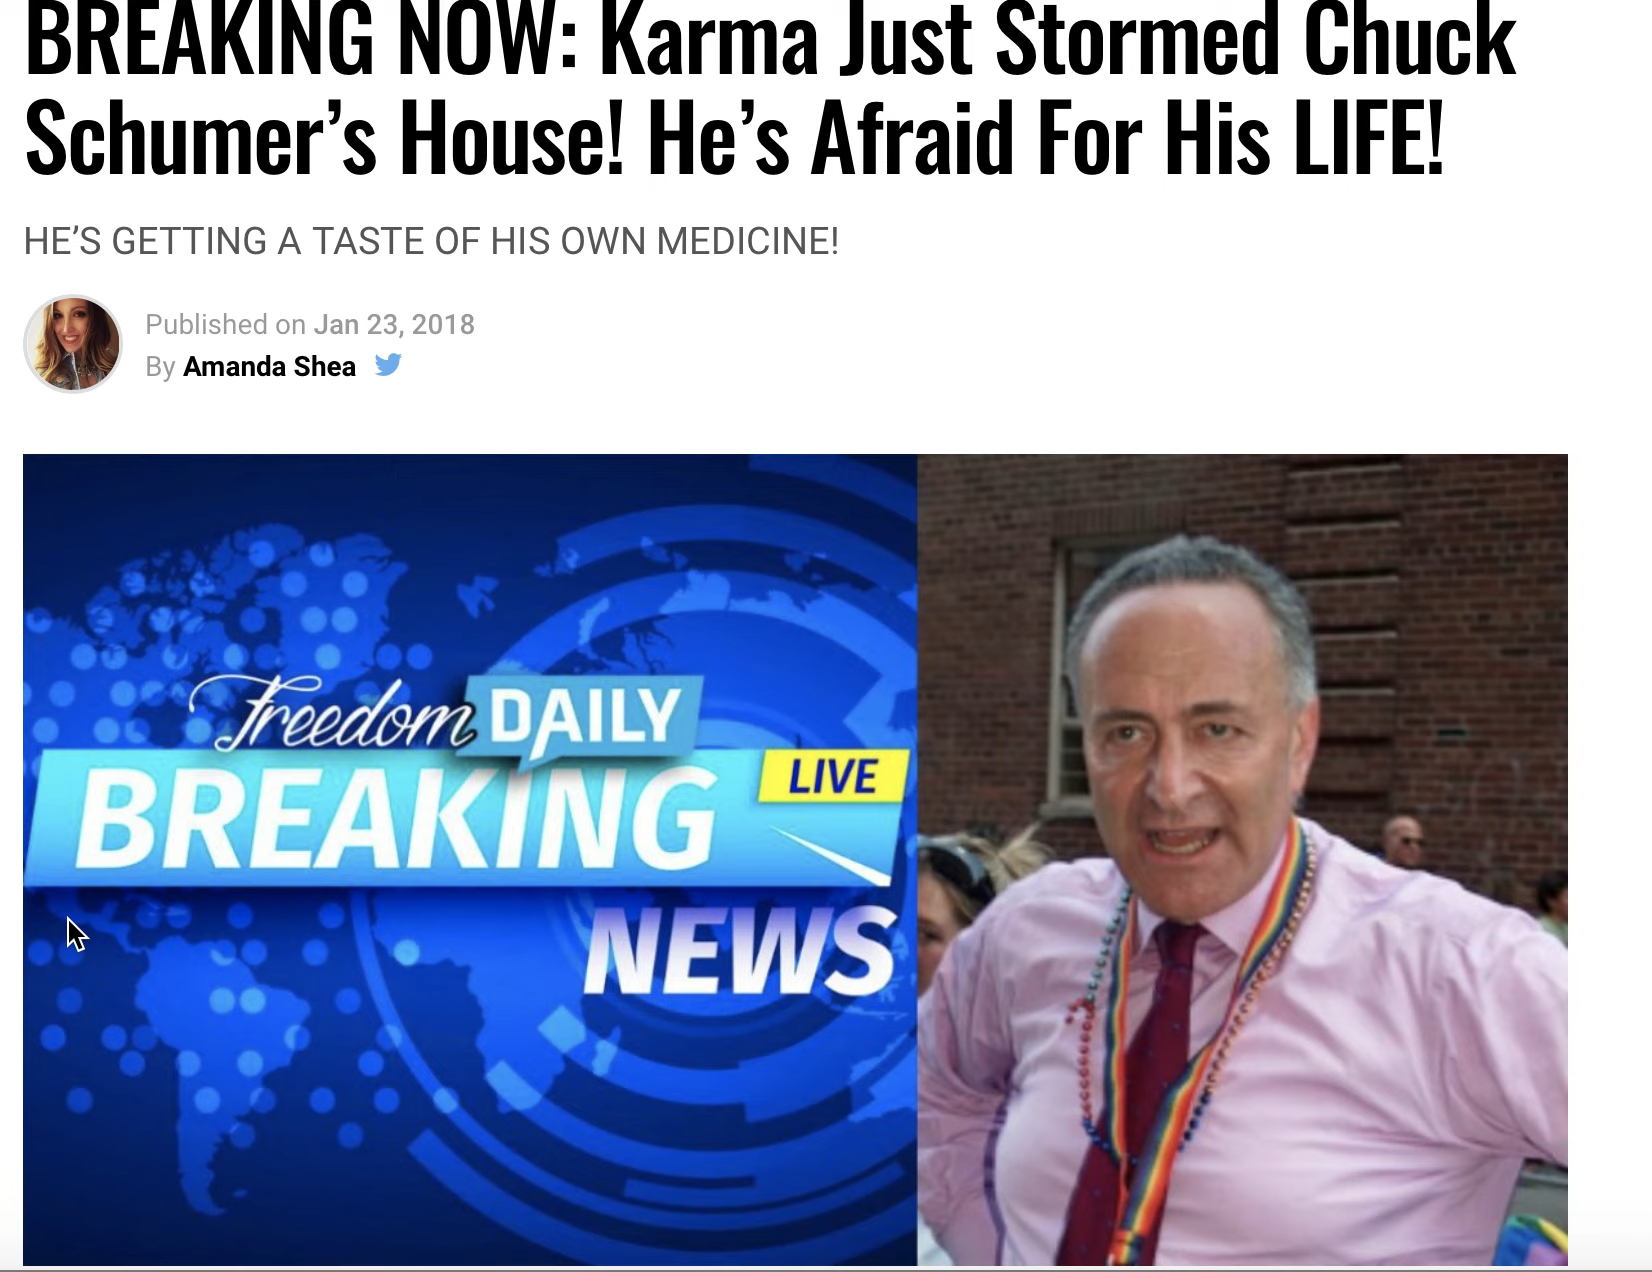 BREAKING NOW: Karma Just Stormed Chuck
Schumer’s House! He’s Afraid For His LIFE!
HE’S GETTING A TASTE OF HIS OWN MEDICINE!
Published on Jan 23, 2018
By Amanda Shea
Freedom DAILY
BREAKING
LIVE
NEWS